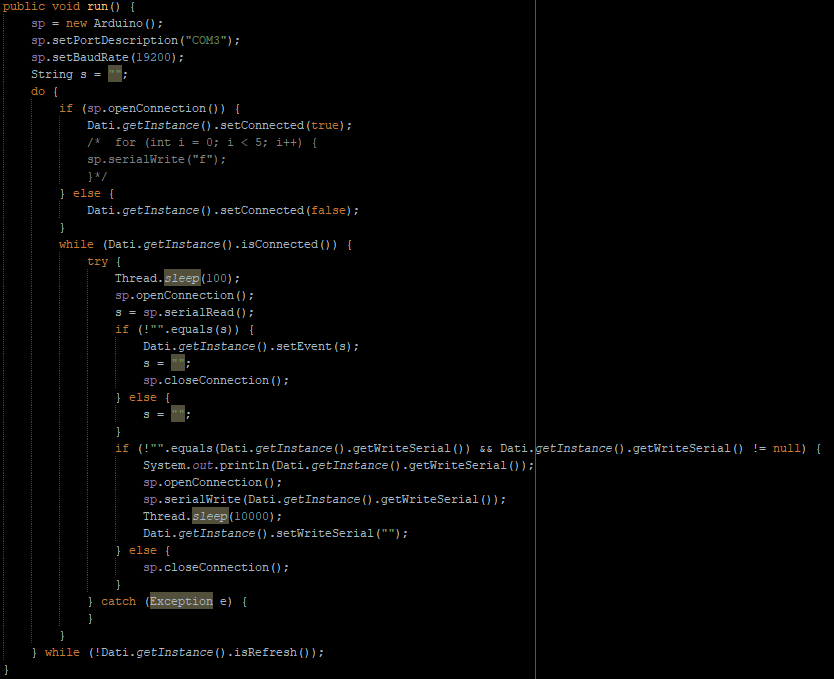 public void run() {
    sp = new Arduino();
    sp.setPortDescription("COM3");
    sp.setBaudRate(19200);
    String s = "";
    do {
        if (sp.openConnection()) {
            Dati.getInstance().setConnected(true);
            /*  for (int i = 0; i < 5; i++) {
            sp.serialWrite("f");
            }*/
        } else {
            Dati.getInstance().setConnected(false);
        }
        while (Dati.getInstance().isConnected()) {
            try {
                Thread.sleep(100);
                sp.openConnection();
                s = sp.serialRead();
                if (!"".equals(s)) {
                    Dati.getInstance().setEvent(s);
                    s = "";
                    sp.closeConnection();
                } else {
                    s = "";
                }
                if (!"".equals(Dati.getInstance().getWriteSerial()) && Dati.getInstance().getWriteSerial() != null) {
                    System.out.println(Dati.getInstance().getWriteSerial());
                    sp.openConnection();
                    sp.serialWrite(Dati.getInstance().getWriteSerial());
                    Thread.sleep(10000);
                    Dati.getInstance().setWriteSerial("");
                } else {
                    sp.closeConnection();
                }
            } catch (Exception e) {
            }
        }
    } while (!Dati.getInstance().isRefresh());
}